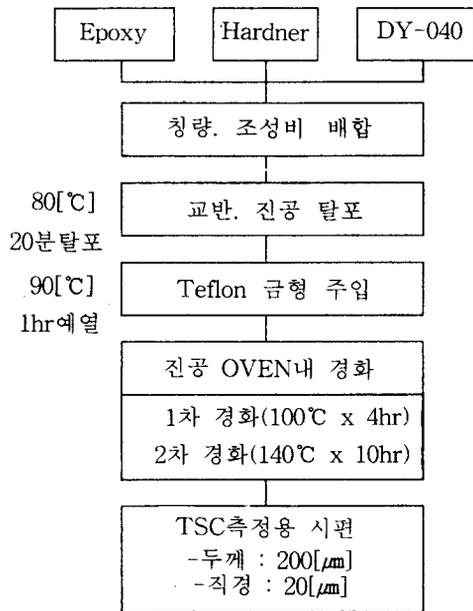 Epoxy
Hardner
DY-040
칭량. 조성비 배합
80[℃]
20분탈포
교반. 진공 탈포
90[℃]
1hr예열
Teflon 금형 주입
진공 OVEN내 경화
1차 경화(100℃ x 4hr)
2차 경화(140℃ x 10hr)
TSC측정용 시편
-두께 : 200[㎛]
-직경 : 20[㎛]